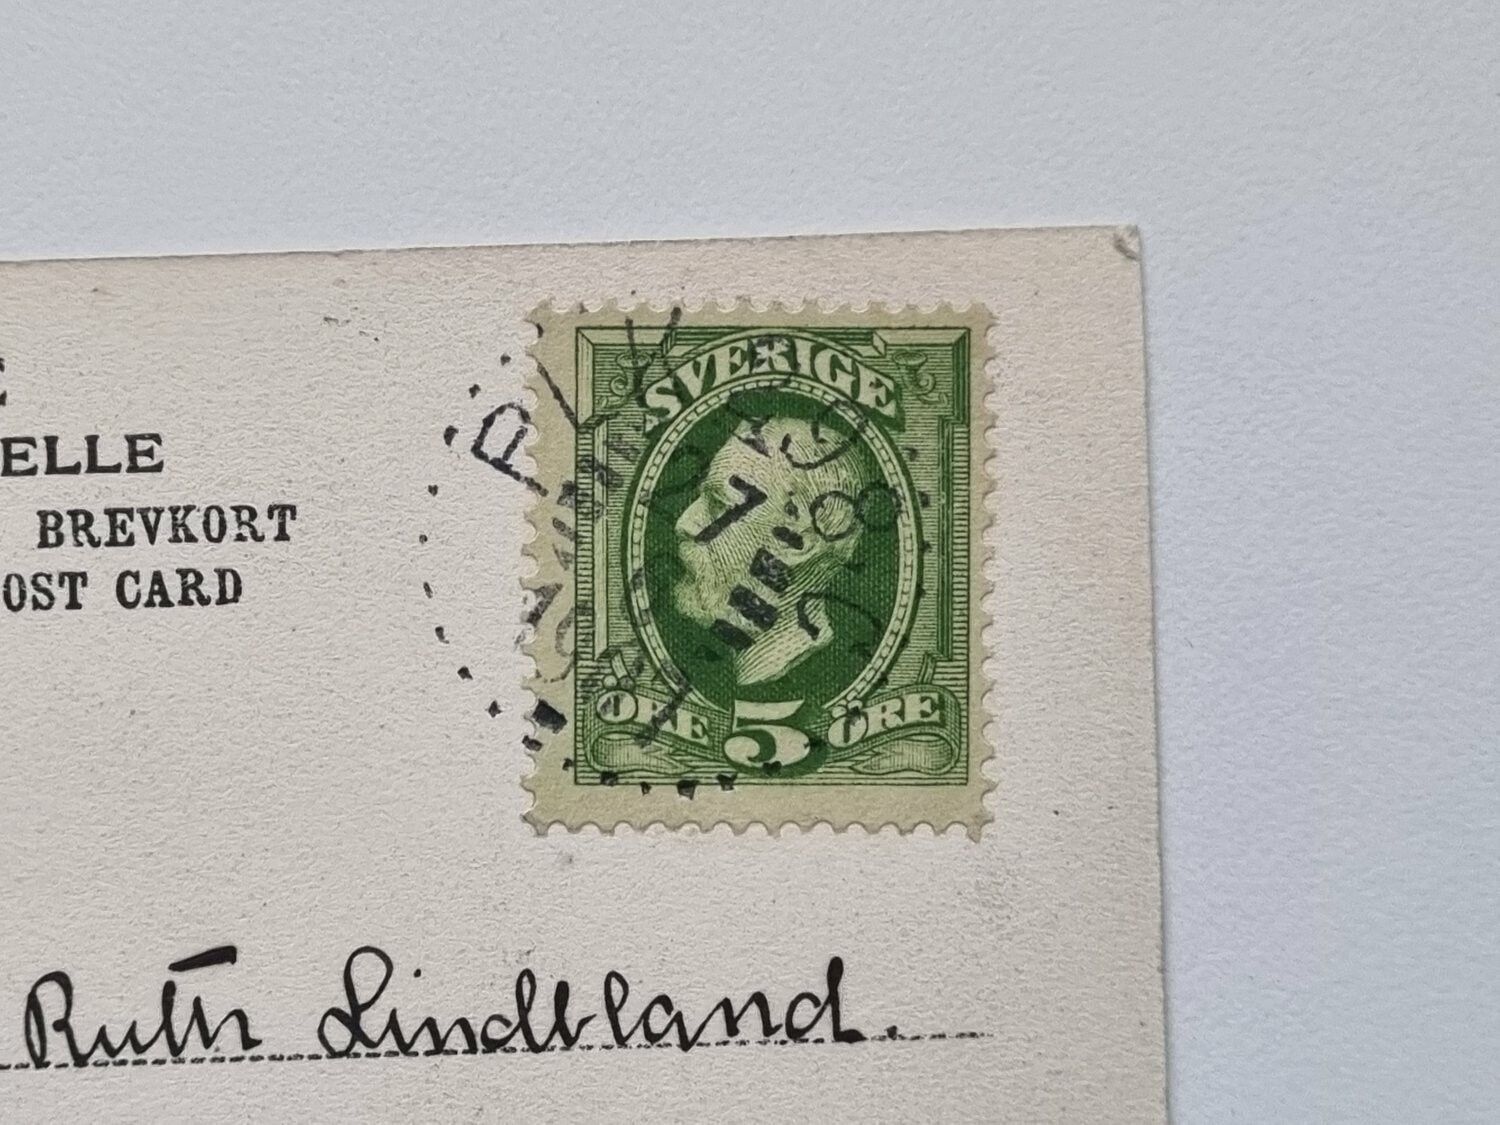 ELLE
BREVKORT
OST CARD
SVERIGE
ÖRE 5 ÖRE
Ruth Lindbland.